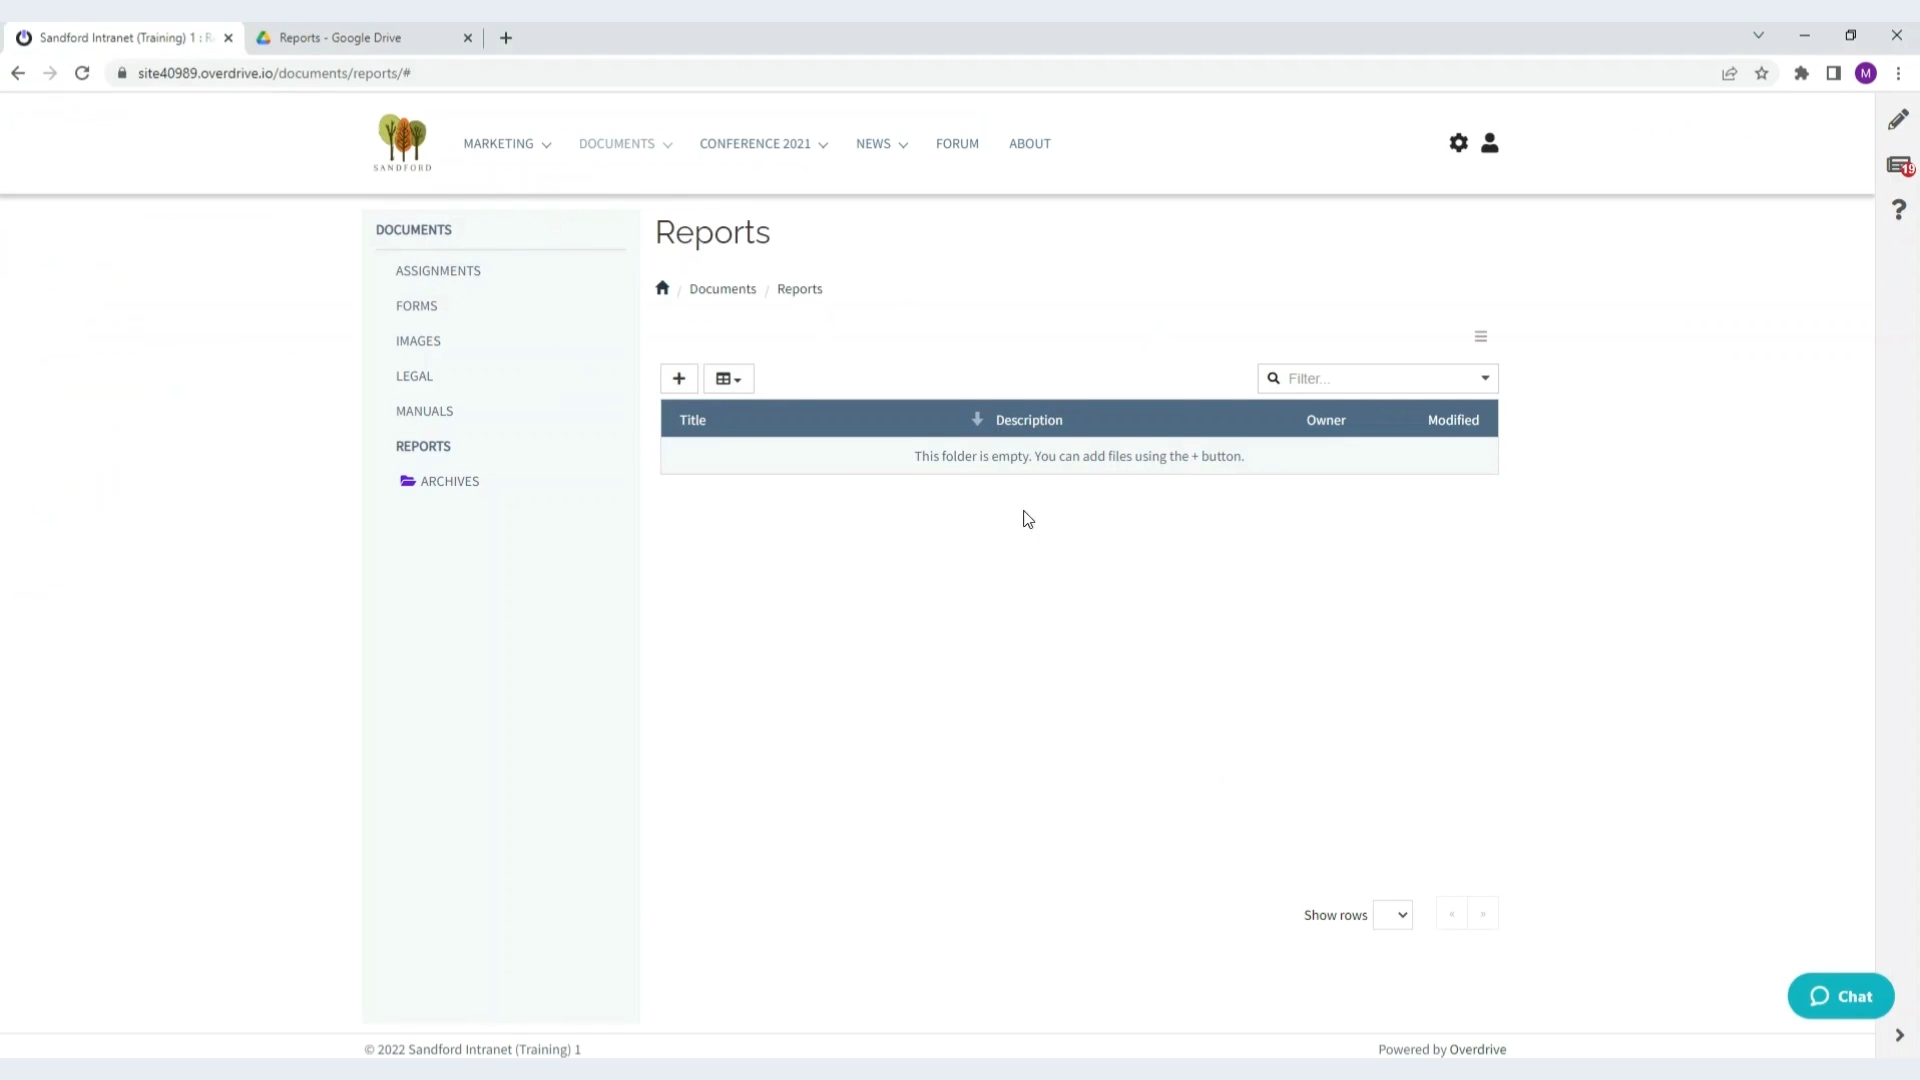 Sandford Intranet (Training) 1 : R
Reports - Google Drive
site40989.overdrive.io/documents/reports/#
M
SANDFORD
MARKETING
DOCUMENTS
CONFERENCE 2021
NEWS
FORUM
ABOUT
19
DOCUMENTS
ASSIGNMENTS
FORMS
IMAGES
LEGAL
MANUALS
REPORTS
ARCHIVES
Reports
/ Documents / Reports
Filter...
Title Description Owner Modified
This folder is empty. You can add files using the + button.
Show rows
« »
Chat
© 2022 Sandford Intranet (Training) 1
Powered by Overdrive